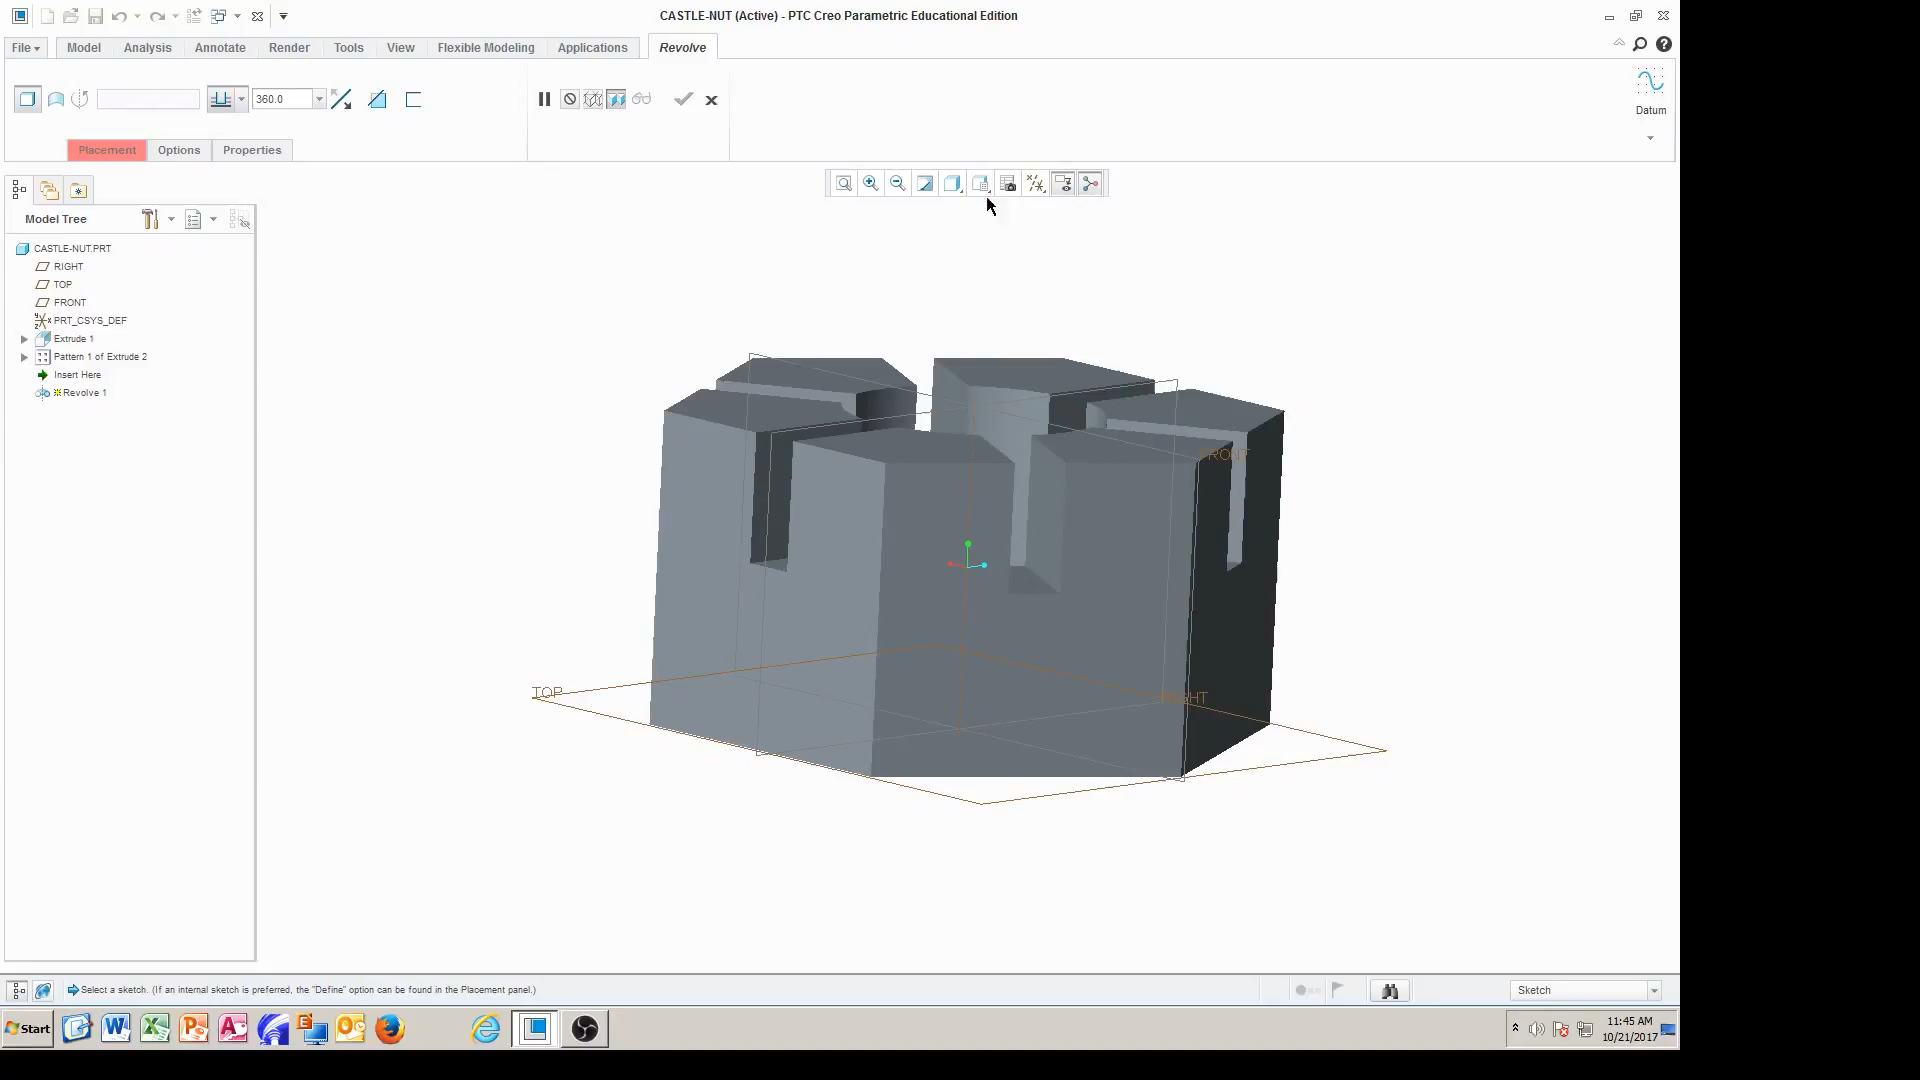 CASTLE-NUT (Active) - PTC Creo Parametric Educational Edition
File Model Analysis Annotate Render Tools View Flexible Modeling Applications Revolve
360.0
Datum
Placement Options Properties
Model Tree
CASTLE-NUT.PRT
RIGHT
TOP
FRONT
PRT_CSYS_DEF
Extrude 1
Pattern 1 of Extrude 2
Insert Here
Revolve 1
FRONT
TOP
RIGHT
Select a sketch. (If an internal sketch is preferred, the "Define" option can be found in the Placement panel.)
Sketch
Start
11:45 AM
10/21/2017